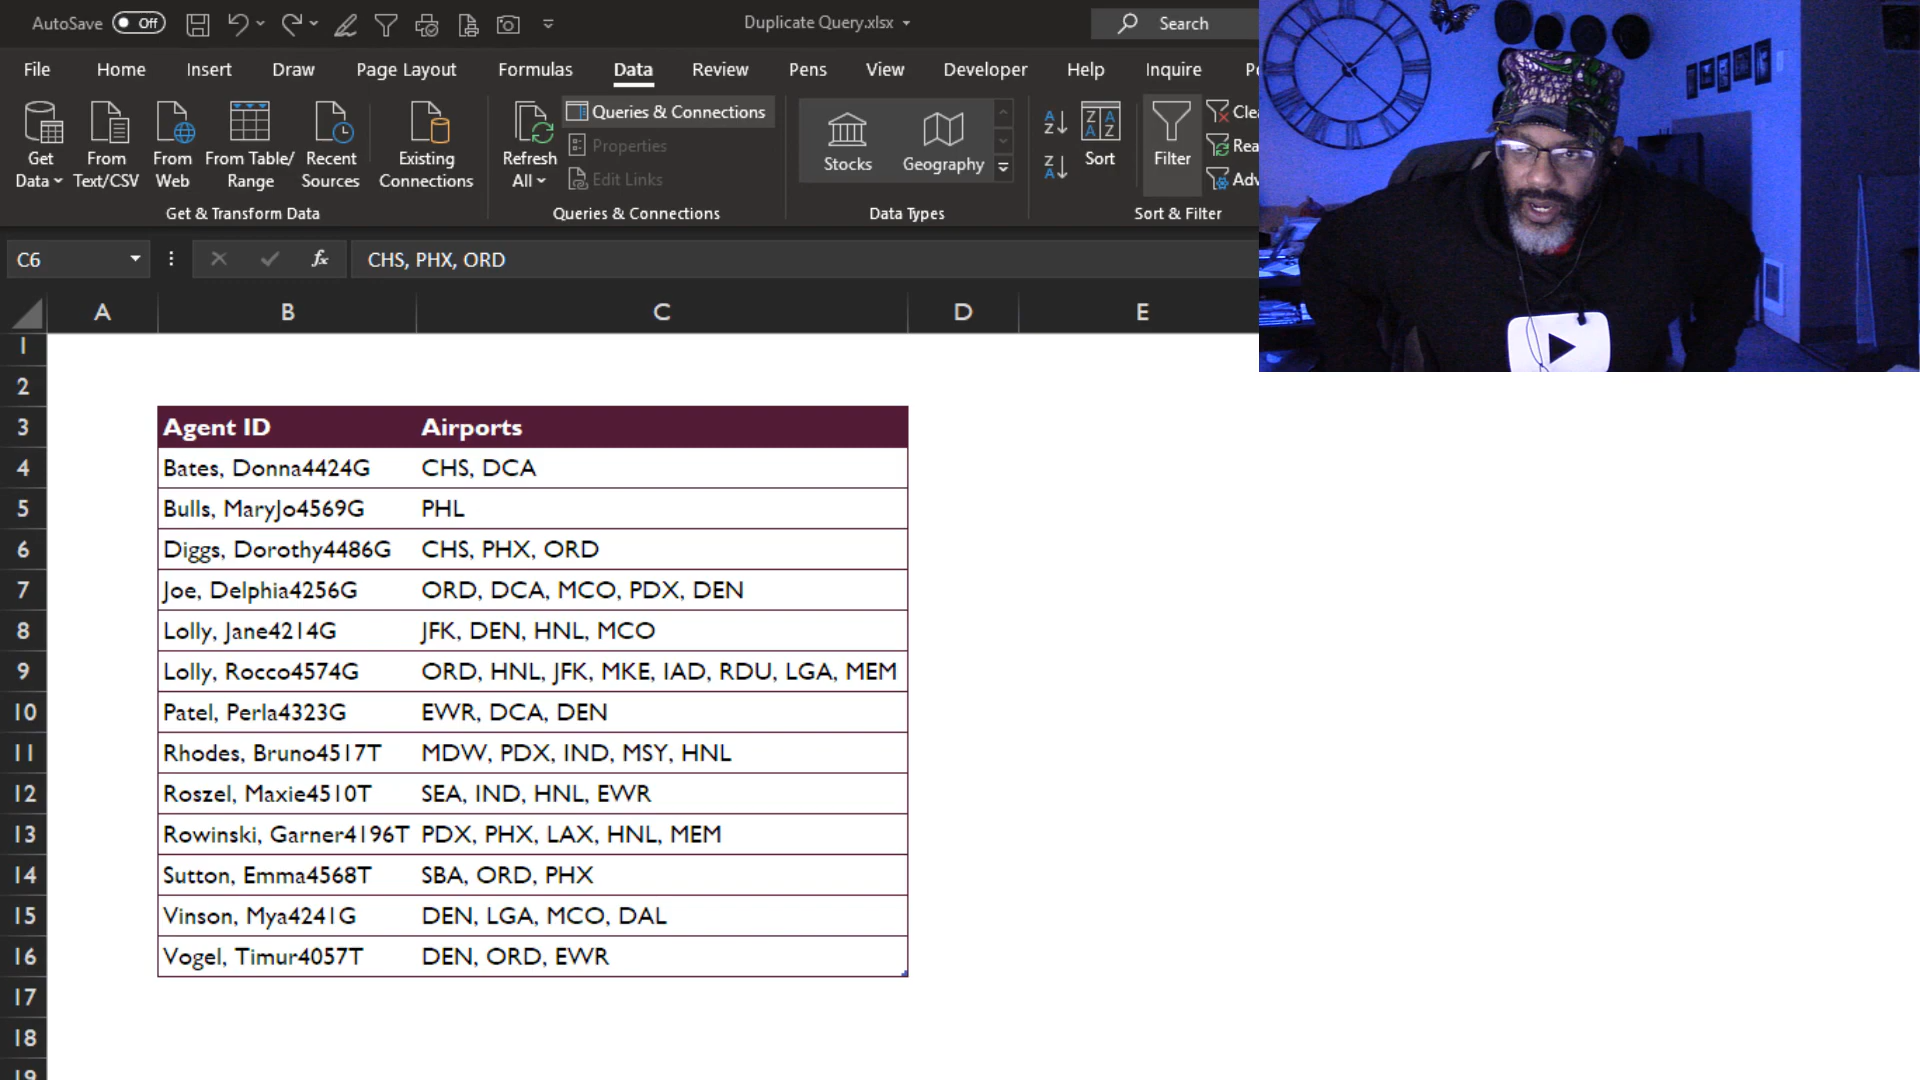 AutoSave Off Duplicate Query.xlsx Search
File Home Insert Draw Page Layout Formulas Data Review Pens View Developer Help Inquire
Get Data From Text/CSV From Web From Table/ Range Recent Sources Existing Connections Refresh All Queries & Connections Properties Edit Links Stocks Geography Sort Filter
Get & Transform Data Queries & Connections Data Types Sort & Filter
C6 fx CHS, PHX, ORD
A B C D E
1
2
3 Agent ID Airports
4 Bates, Donna4424G CHS, DCA
5 Bulls, MaryJo4569G PHL
6 Diggs, Dorothy4486G CHS, PHX, ORD
7 Joe, Delphia4256G ORD, DCA, MCO, PDX, DEN
8 Lolly, Jane4214G JFK, DEN, HNL, MCO
9 Lolly, Rocco4574G ORD, HNL, JFK, MKE, IAD, RDU, LGA, MEM
10 Patel, Perla4323G EWR, DCA, DEN
11 Rhodes, Bruno4517T MDW, PDX, IND, MSY, HNL
12 Roszel, Maxie4510T SEA, IND, HNL, EWR
13 Rowinski, Garner4196T PDX, PHX, LAX, HNL, MEM
14 Sutton, Emma4568T SBA, ORD, PHX
15 Vinson, Mya4241G DEN, LGA, MCO, DAL
16 Vogel, Timur4057T DEN, ORD, EWR
17
18
19